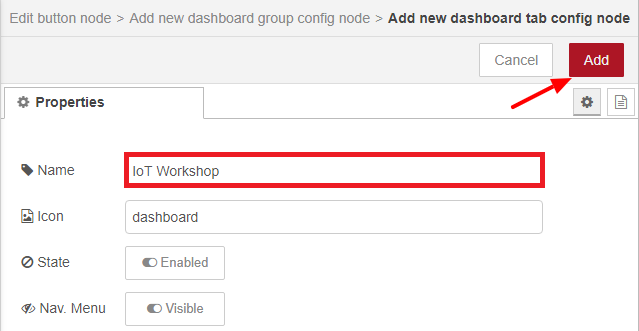 Edit button node > Add new dashboard group config node > Add new dashboard tab config node
Cancel Add
Properties
Name IoT Workshop
Icon dashboard
State Enabled
Nav. Menu Visible